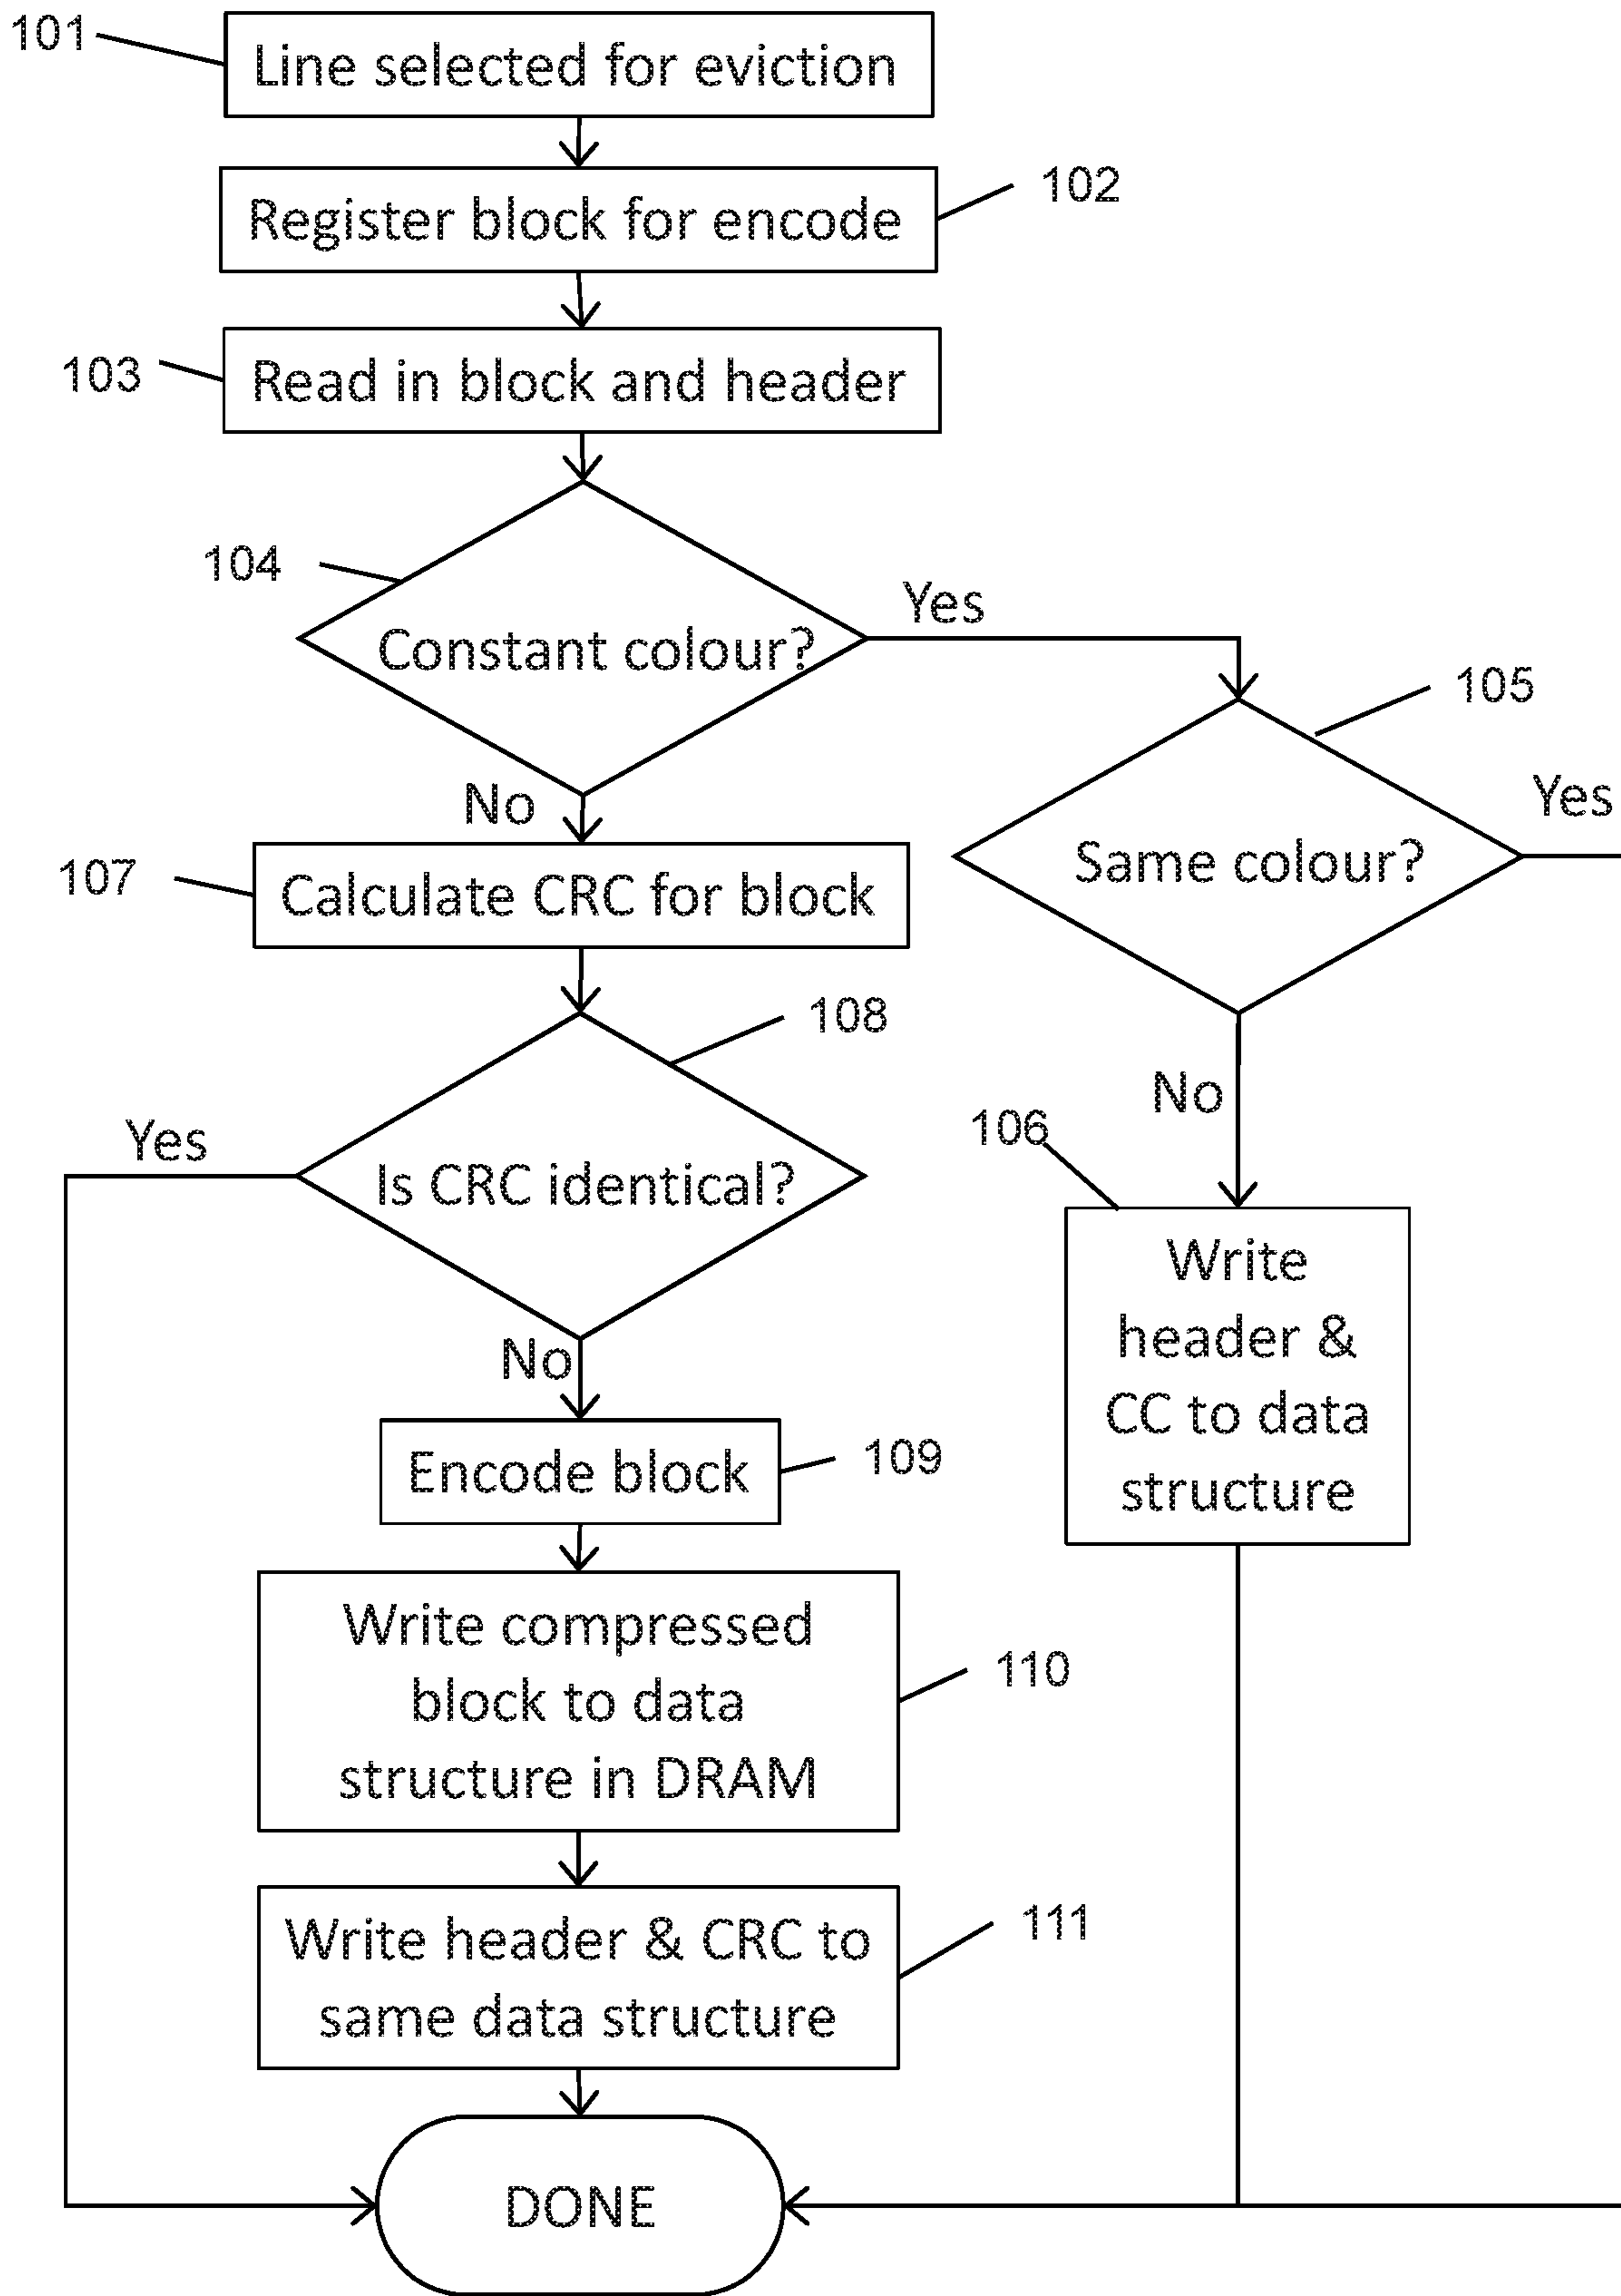 101
Line selected for eviction
Register block for encode
102
103
Read in block and header
104
Constant colour?
Yes
105
No
Same colour?
Yes
107
Calculate CRC for block
108
No
106
Yes
Is CRC identical?
Write
header &
CC to data
structure
No
Encode block
109
Write compressed
block to data
structure in DRAM
110
Write header & CRC to
same data structure
111
DONE